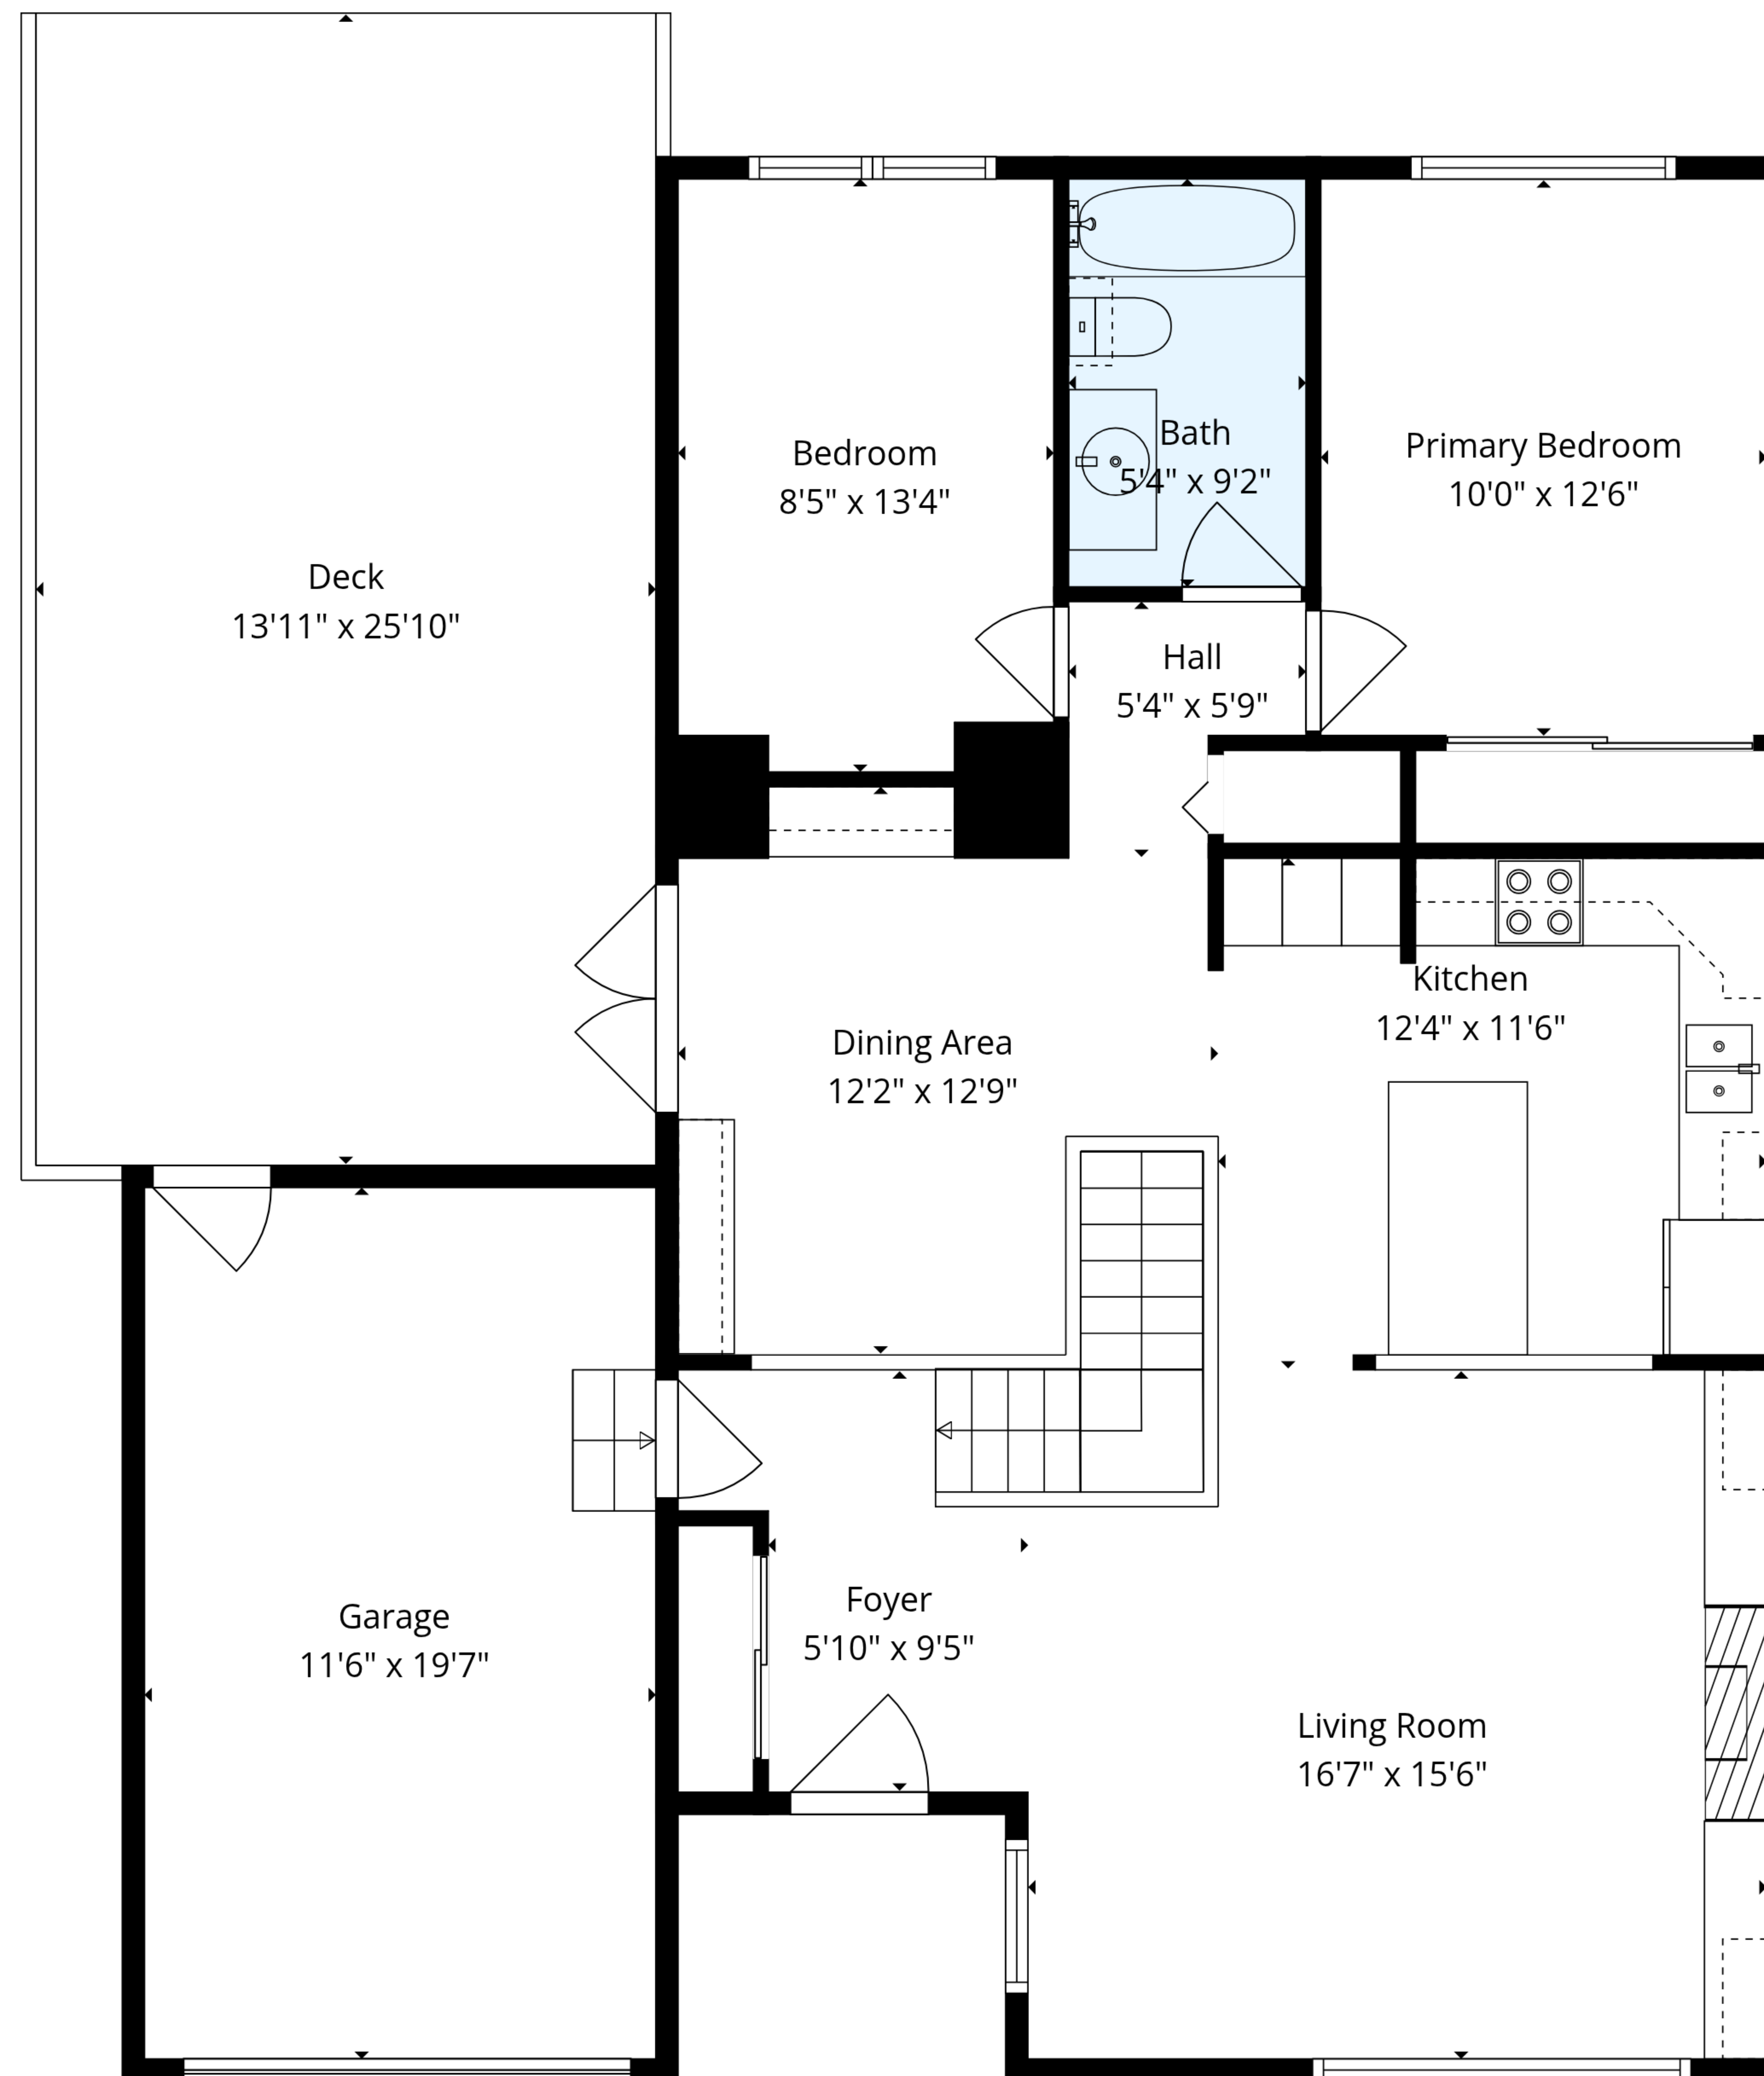 Bedroom
8'5" x 13'4"
Bath
5'4" x 9'2"
Primary Bedroom
10'0" x 12'6"
Deck
13'11" x 25'10"
Hall
5'4" x 5'9"
Kitchen
12'4" x 11'6"
Dining Area
12'2" x 12'9"
Foyer
5'10" x 9'5"
Garage
11'6" x 19'7"
Living Room
16'7" x 15'6"